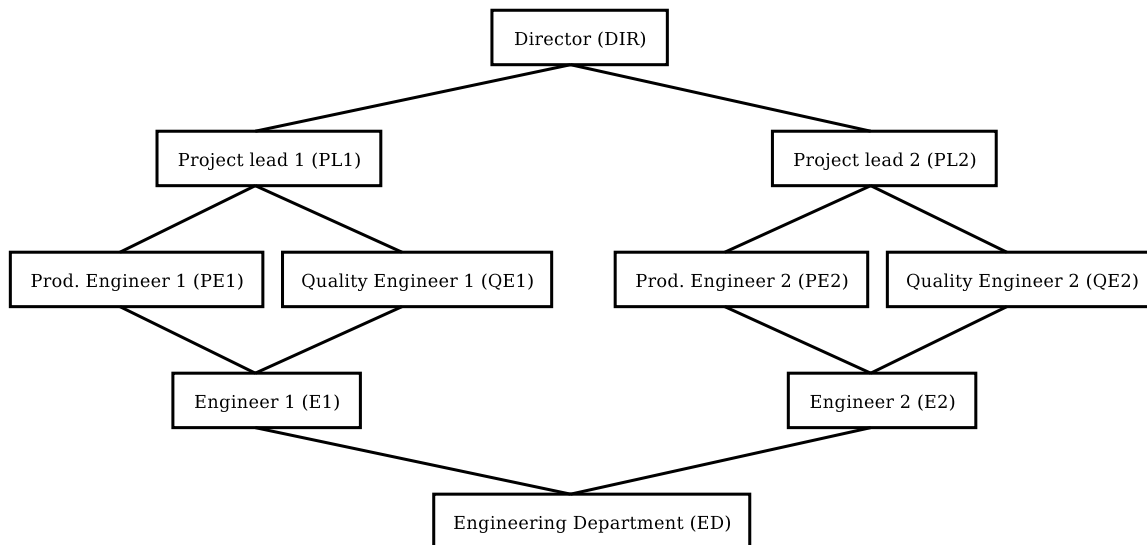 Director (DIR)
Project lead 1 (PL1)
Project lead 2 (PL2)
Prod. Engineer 1 (PE1)
Quality Engineer 1 (QE1)
Prod. Engineer 2 (PE2)
Quality Engineer 2 (QE2)
Engineer 1 (E1)
Engineer 2 (E2)
Engineering Department (ED)